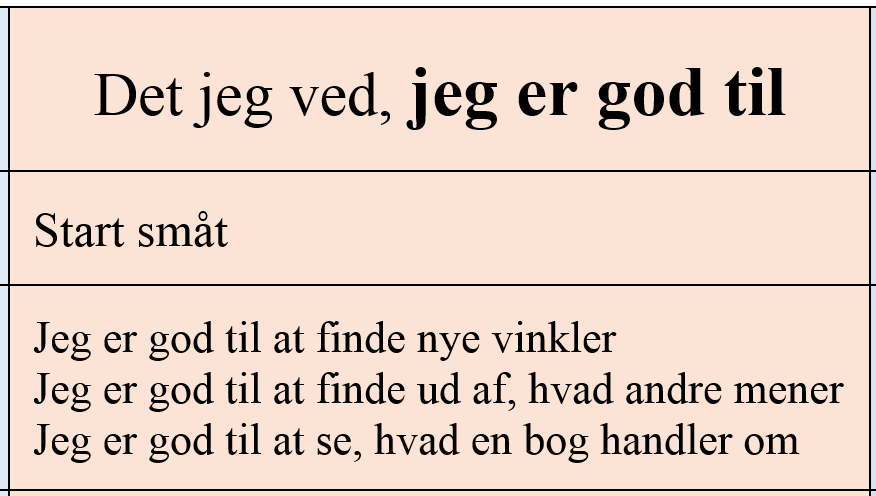 Det jeg ved, jeg er god til
Start småt
Jeg er god til at finde nye vinkler
Jeg er god til at finde ud af, hvad andre mener
Jeg er god til at se, hvad en bog handler om